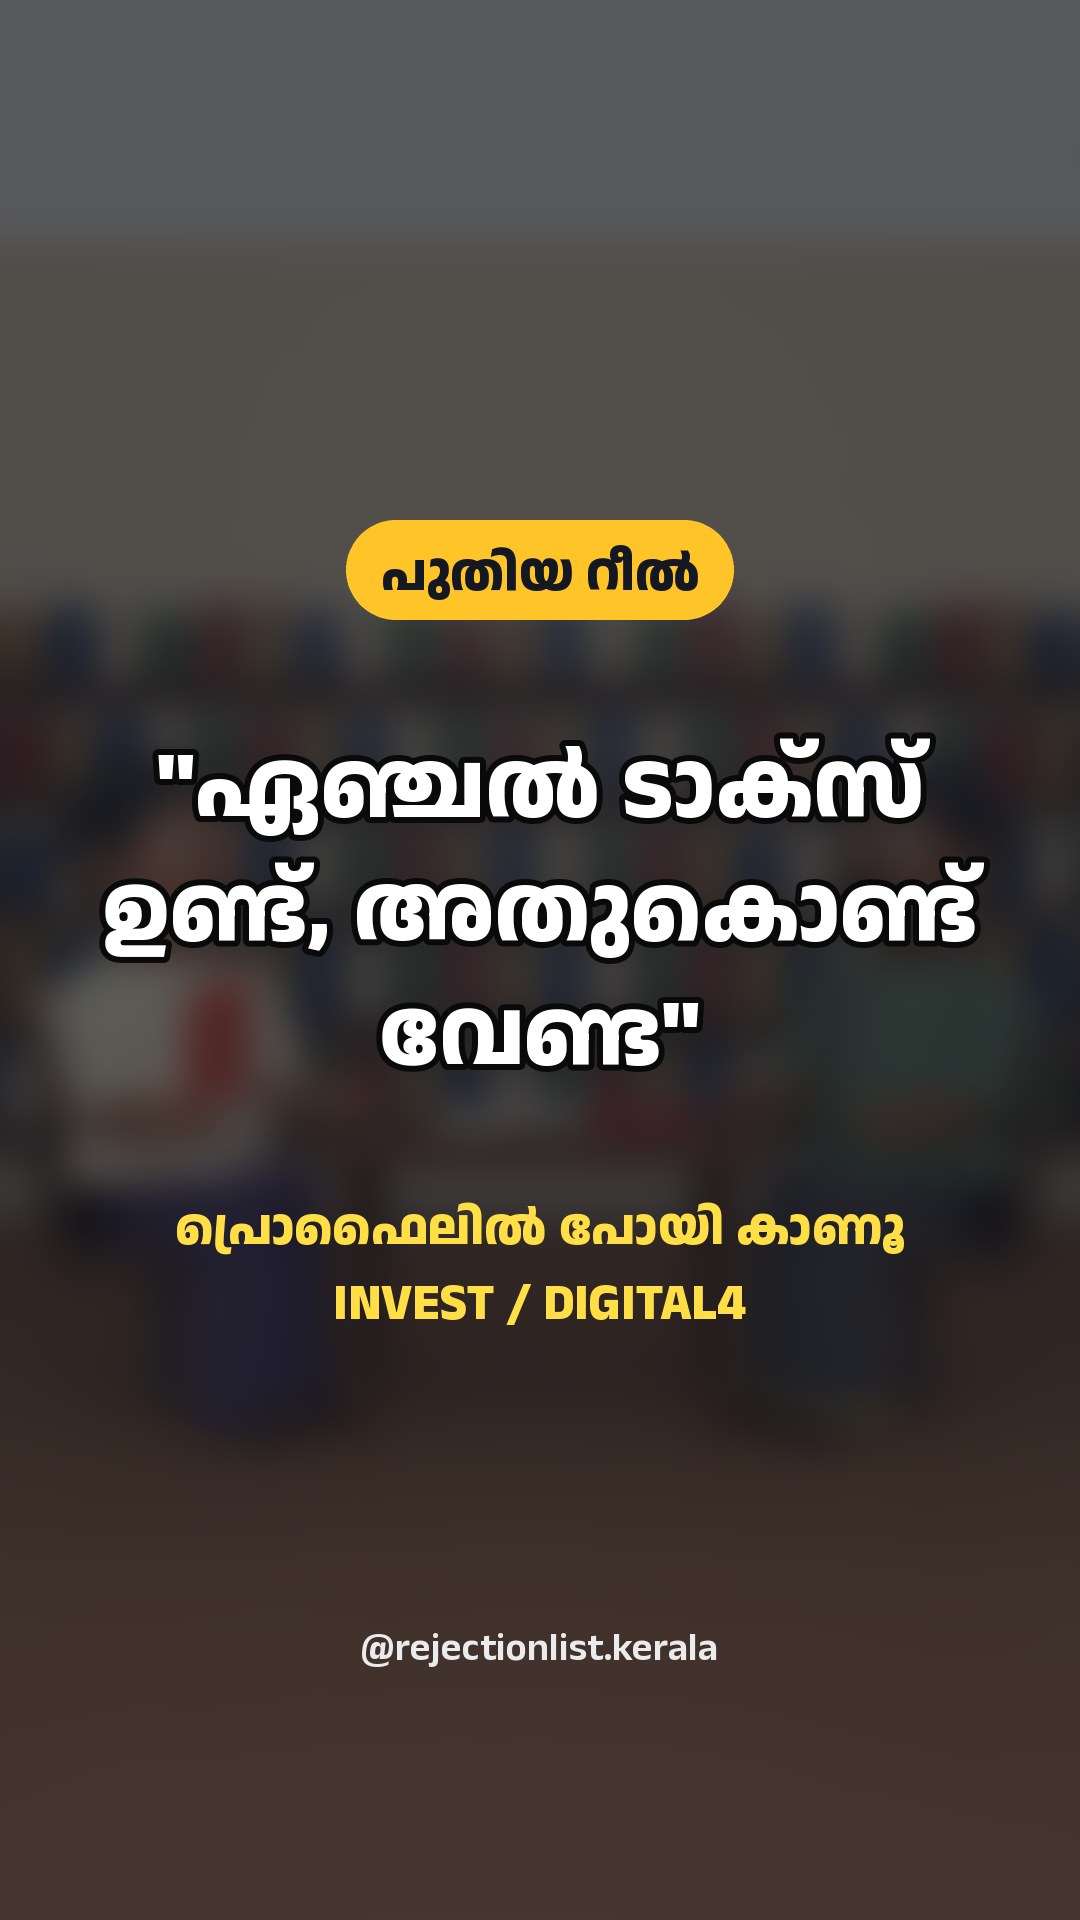 പുതിയ റീൽ
"ഏഞ്ചൽ ടാക്സ്
ഉണ്ട്, അതുകൊണ്ട്
വേണ്ട"
പ്രൊഫൈലിൽ പോയി കാണൂ
INVEST / DIGITAL4
@rejectionlist.kerala